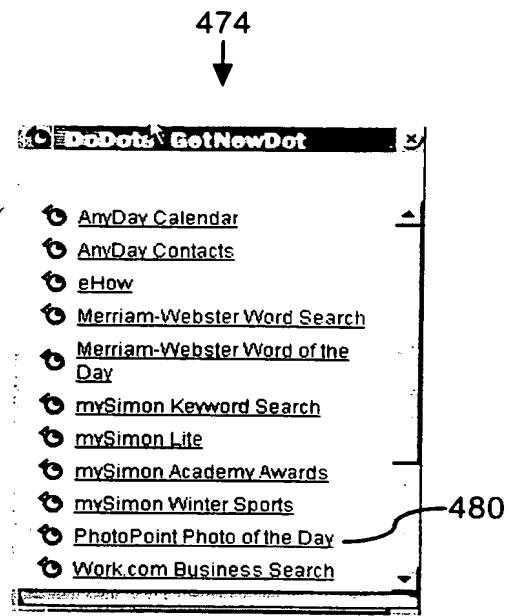 474
DoDots GetNewDot
AnyDay Calendar
AnyDay Contacts
eHow
Merriam-Webster Word Search
Merriam-Webster Word of the
Day
mySimon Keyword Search
mySimon Lite
mySimon Academy Awards
mySimon Winter Sports
PhotoPoint Photo of the Day
480
Work.com Business Search